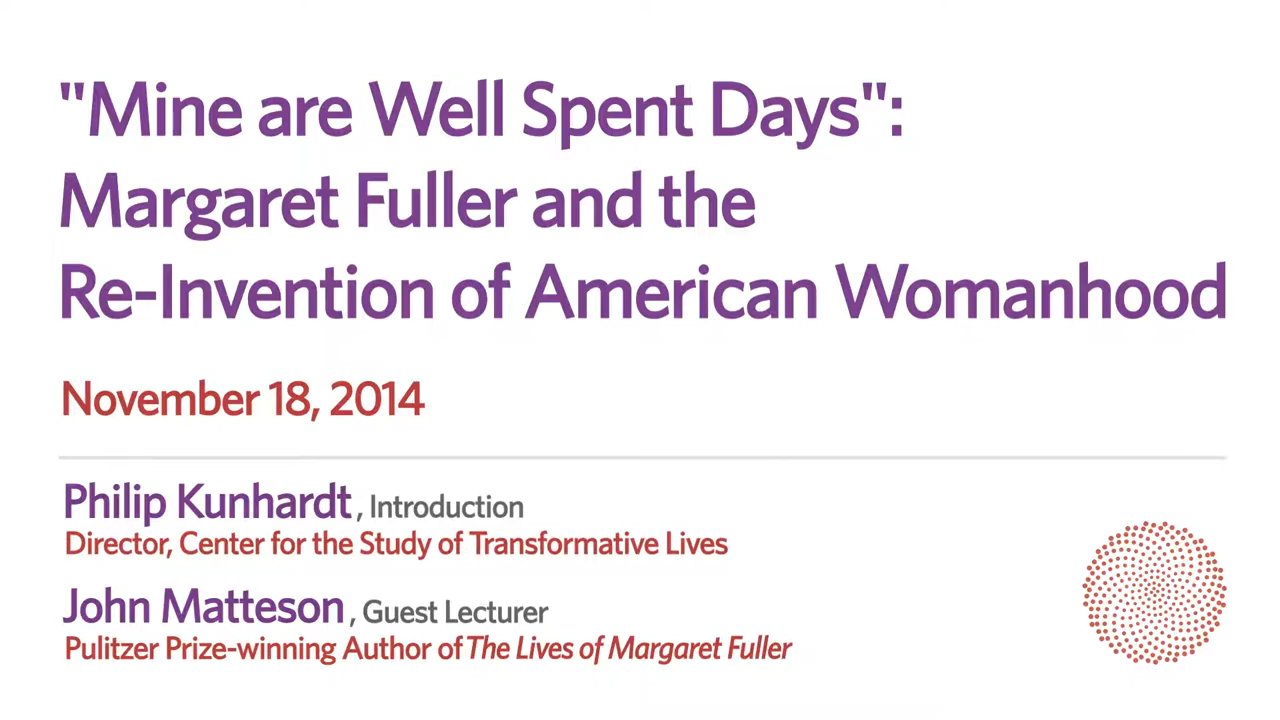 "Mine are Well Spent Days":
Margaret Fuller and the
Re-Invention of American Womanhood
November 18, 2014
Philip Kunhardt, Introduction
Director, Center for the Study of Transformative Lives
John Matteson, Guest Lecturer
Pulitzer Prize-winning Author of The Lives of Margaret Fuller